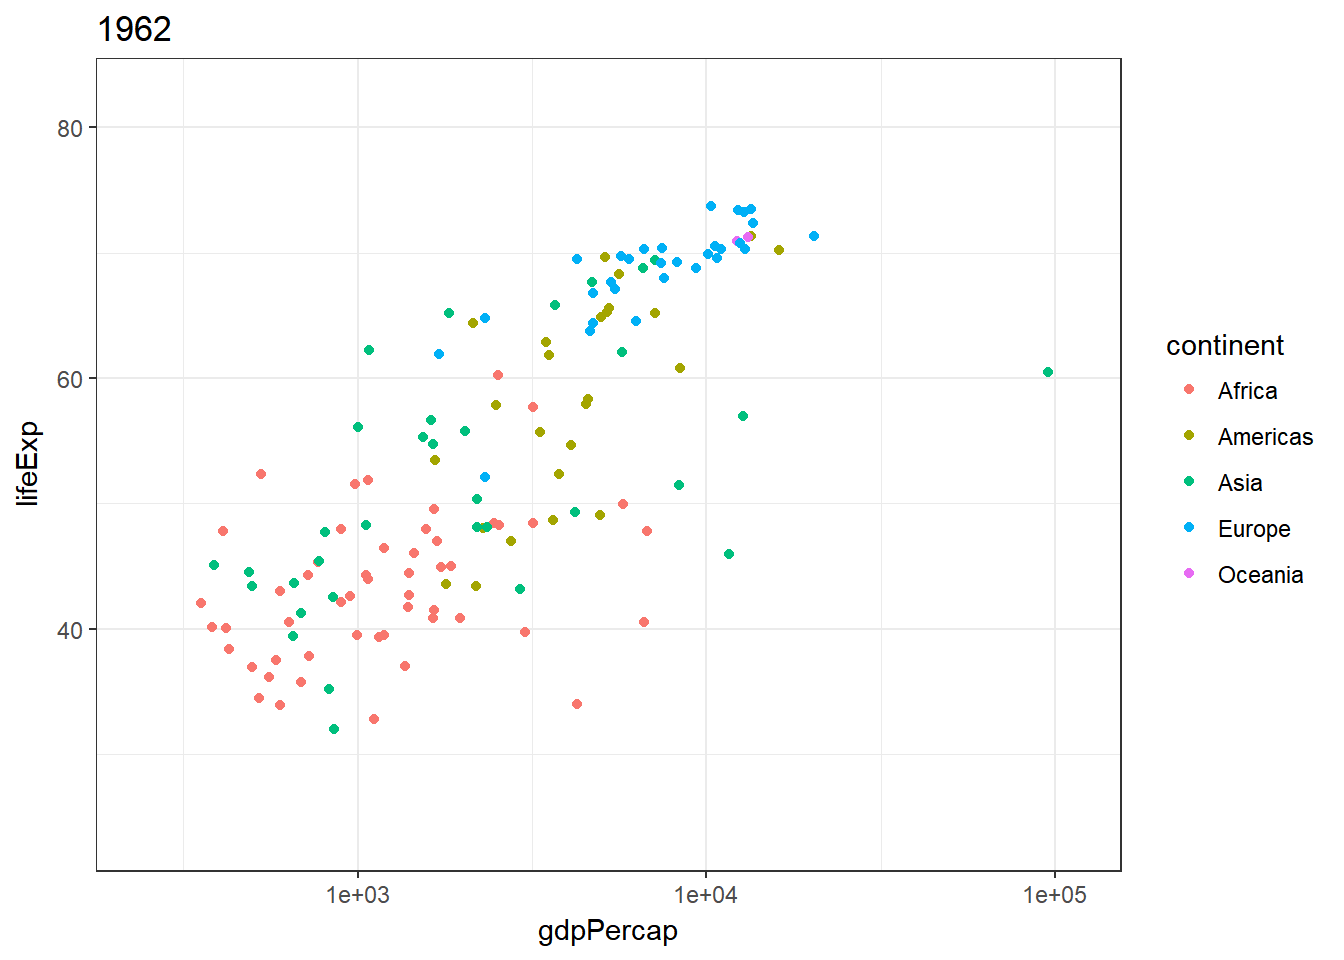 1962
80
60
40
lifeExp
1e+03
1e+04
1e+05
gdpPercap
continent
Africa
Americas
Asia
Europe
Oceania